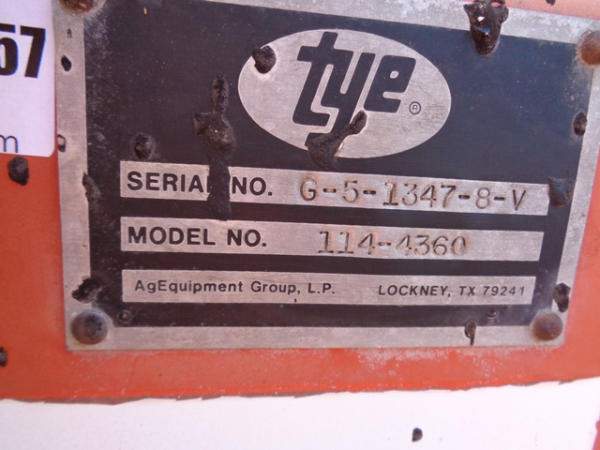 57
m
tye®
SERIAL NO. G-5-1347-8-V
MODEL NO. 114-4360
AgEquipment Group, L.P. LOCKNEY, TX 79241